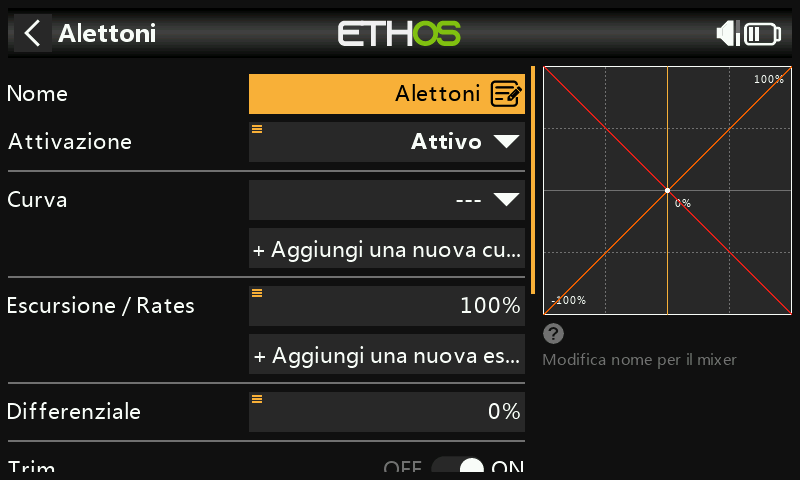 Alettoni
ETHOS
Nome
Alettoni
Attivazione
Attivo
Curva
---
+ Aggiungi una nuova cu...
Escursione / Rates
100%
+ Aggiungi una nuova es...
Differenziale
0%
Trim
OFF
ON
100%
0%
-100%
?
Modifica nome per il mixer